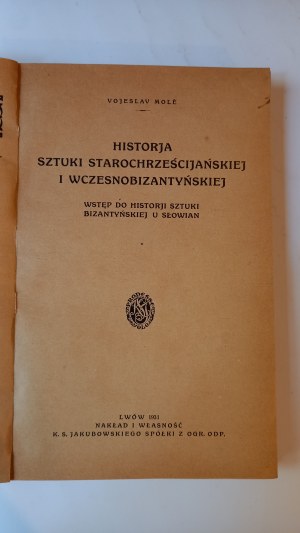 VOJESLAV MOLE
HISTORJA
SZTUKI STAROCHRZEŚCIJAŃSKIEJ
I WCZESNOBIZANTYŃSKIEJ
WSTĘP DO HISTORJI SZTUKI
BIZANTYŃSKIEJ U SŁOWIAN
LWÓW 1931
NAKŁAD I WŁASNOŚĆ
K. S. JAKUBOWSKIEGO SPÓŁKI Z OGR. ODP.